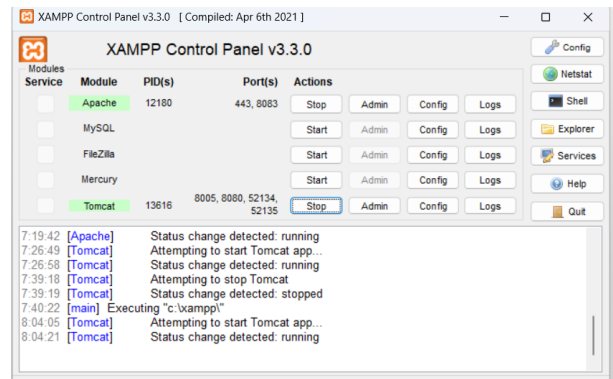 XAMPP Control Panel v3.3.0 [ Compiled: Apr 6th 2021 ]
XAMPP Control Panel v3.3.0
Config
Modules
Service Module PID(s) Port(s) Actions
Netstat
Apache 12180 443, 8083 Stop Admin Config Logs
Shell
MySQL Start Admin Config Logs
Explorer
FileZilla Start Admin Config Logs
Services
Mercury Start Admin Config Logs
Help
Tomcat 13616 8005, 8080, 52134,
52135 Stop Admin Config Logs
Quit
7:19:42 [Apache] Status change detected: running
7:26:49 [Tomcat] Attempting to start Tomcat app...
7:26:58 [Tomcat] Status change detected: running
7:39:18 [Tomcat] Attempting to stop Tomcat
7:39:19 [Tomcat] Status change detected: stopped
7:40:22 [main] Executing "c:\xampp\"
8:04:05 [Tomcat] Attempting to start Tomcat app...
8:04:21 [Tomcat] Status change detected: running